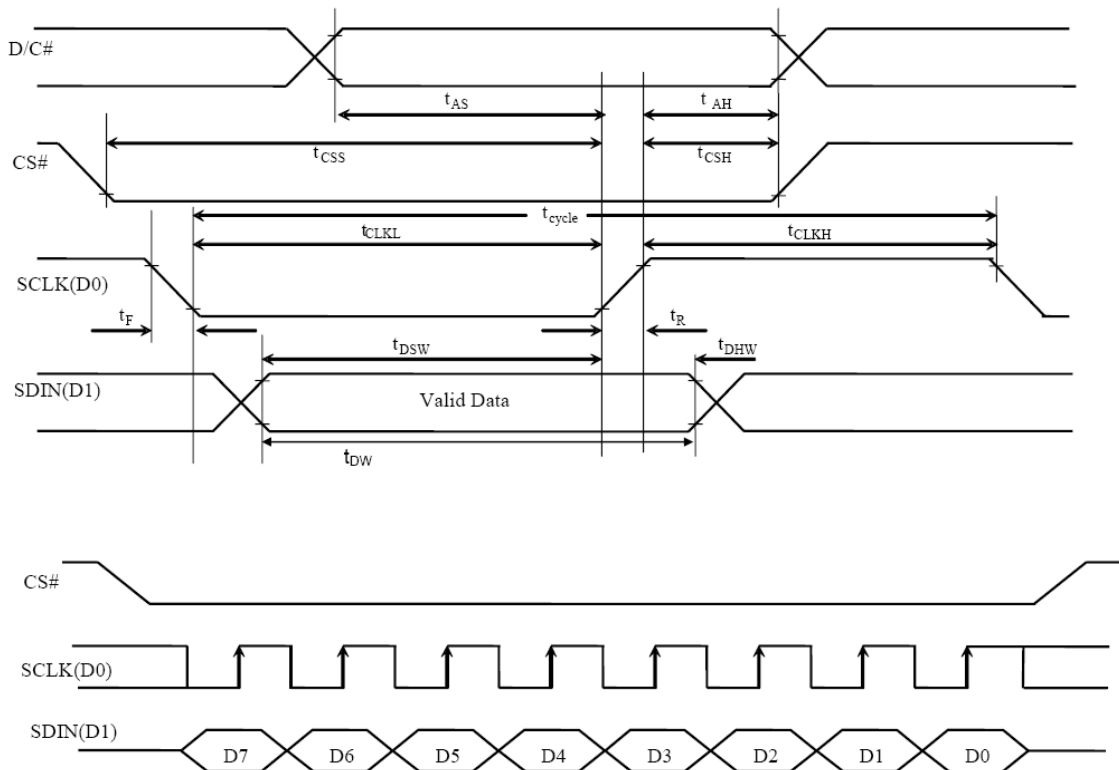 D/C#
tAS
t AH
CS#
tCSS
tCSH
tcycle
tCLKL
tCLKH
SCLK(D0)
tF
tR
tDSW
tDHW
SDIN(D1)
Valid Data
tDW
CS#
SCLK(D0)
SDIN(D1)
D7 D6 D5 D4 D3 D2 D1 D0